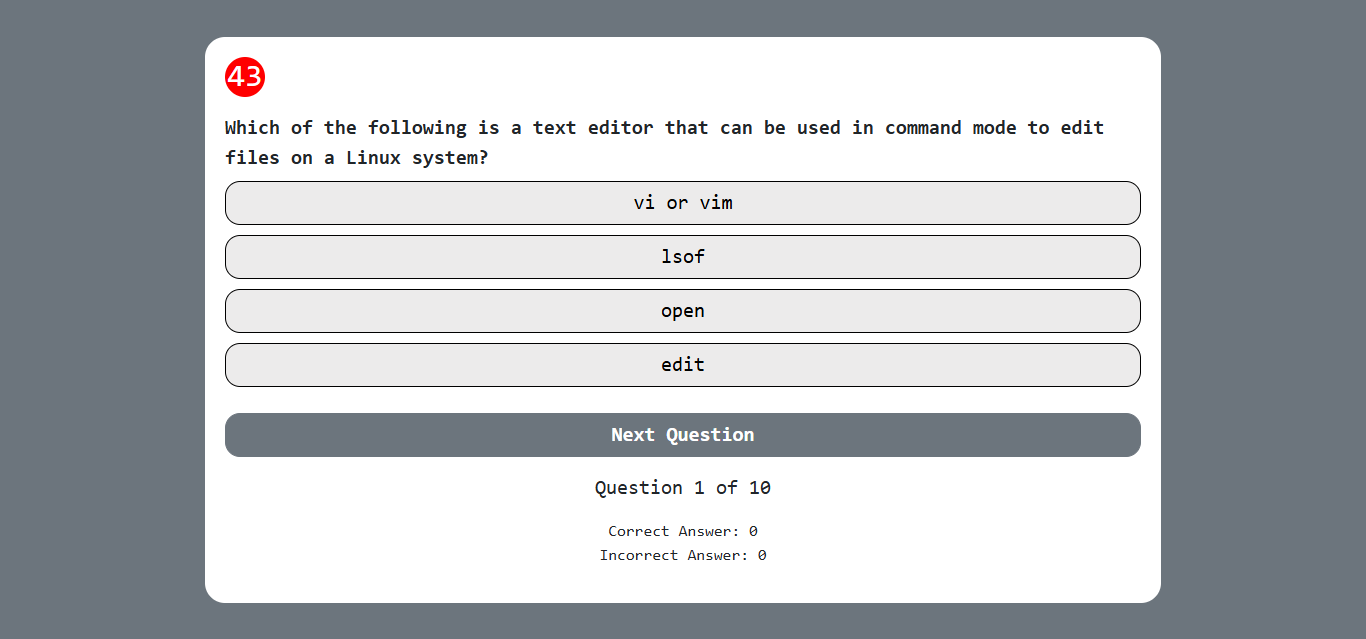 43
Which of the following is a text editor that can be used in command mode to edit
files on a Linux system?
vi or vim
lsof
open
edit
Next Question
Question 1 of 10
Correct Answer: 0
Incorrect Answer: 0